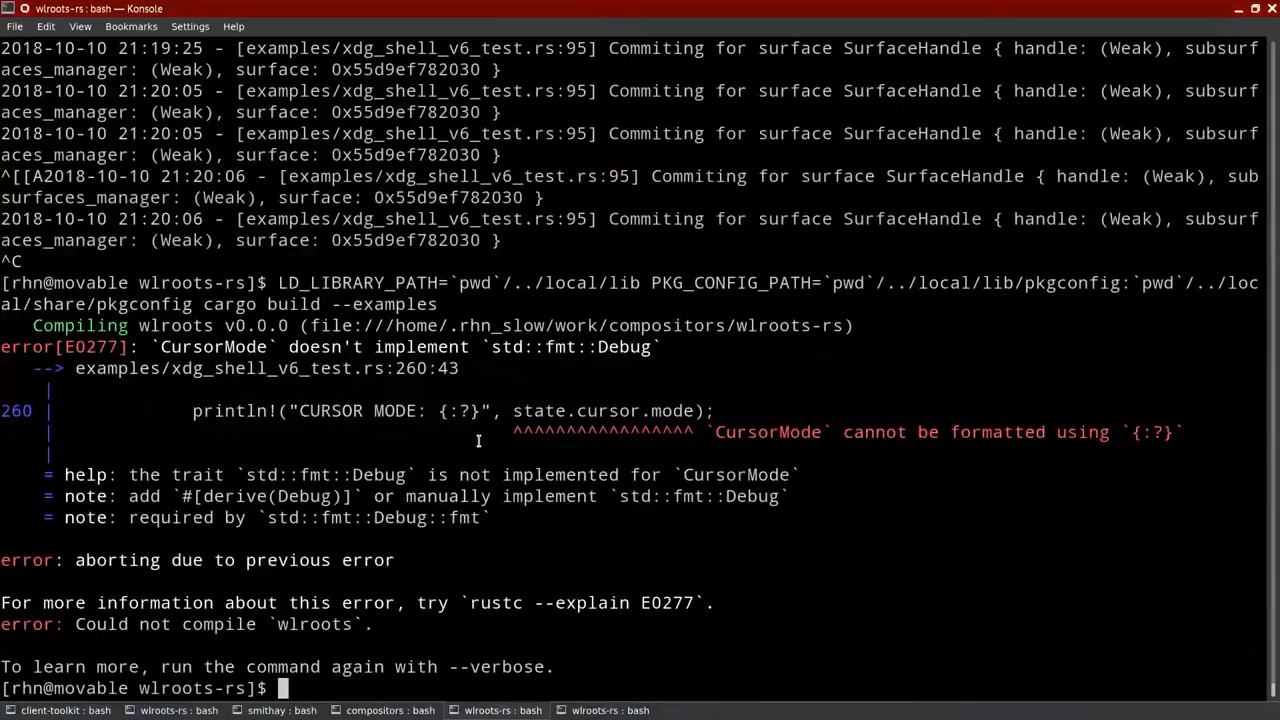 wlroots-rs : bash — Konsole
File Edit View Bookmarks Settings Help
2018-10-10 21:19:25 - [examples/xdg_shell_v6_test.rs:95] Commiting for surface SurfaceHandle { handle: (Weak), subsurf
aces_manager: (Weak), surface: 0x55d9ef782030 }
2018-10-10 21:20:05 - [examples/xdg_shell_v6_test.rs:95] Commiting for surface SurfaceHandle { handle: (Weak), subsurf
aces_manager: (Weak), surface: 0x55d9ef782030 }
2018-10-10 21:20:05 - [examples/xdg_shell_v6_test.rs:95] Commiting for surface SurfaceHandle { handle: (Weak), subsurf
aces_manager: (Weak), surface: 0x55d9ef782030 }
^[[A2018-10-10 21:20:06 - [examples/xdg_shell_v6_test.rs:95] Commiting for surface SurfaceHandle { handle: (Weak), sub
surfaces_manager: (Weak), surface: 0x55d9ef782030 }
2018-10-10 21:20:06 - [examples/xdg_shell_v6_test.rs:95] Commiting for surface SurfaceHandle { handle: (Weak), subsurf
aces_manager: (Weak), surface: 0x55d9ef782030 }
^C
[rhn@movable wlroots-rs]$ LD_LIBRARY_PATH=`pwd`/../local/lib PKG_CONFIG_PATH=`pwd`/../local/lib/pkgconfig:`pwd`/../loc
al/share/pkgconfig cargo build --examples
Compiling wlroots v0.0.0 (file:///home/.rhn_slow/work/compositors/wlroots-rs)
error[E0277]: `CursorMode` doesn't implement `std::fmt::Debug`
--> examples/xdg_shell_v6_test.rs:260:43
|
260 | println!("CURSOR MODE: {:?}", state.cursor.mode);
| ^^^^^^^^^^^^^^^^^ `CursorMode` cannot be formatted using `{:?}`
|
= help: the trait `std::fmt::Debug` is not implemented for `CursorMode`
= note: add `#[derive(Debug)]` or manually implement `std::fmt::Debug`
= note: required by `std::fmt::Debug::fmt`
error: aborting due to previous error
For more information about this error, try `rustc --explain E0277`.
error: Could not compile `wlroots`.
To learn more, run the command again with --verbose.
[rhn@movable wlroots-rs]$
client-toolkit : bash wlroots-rs : bash smithay : bash compositors : bash wlroots-rs : bash wlroots-rs : bash